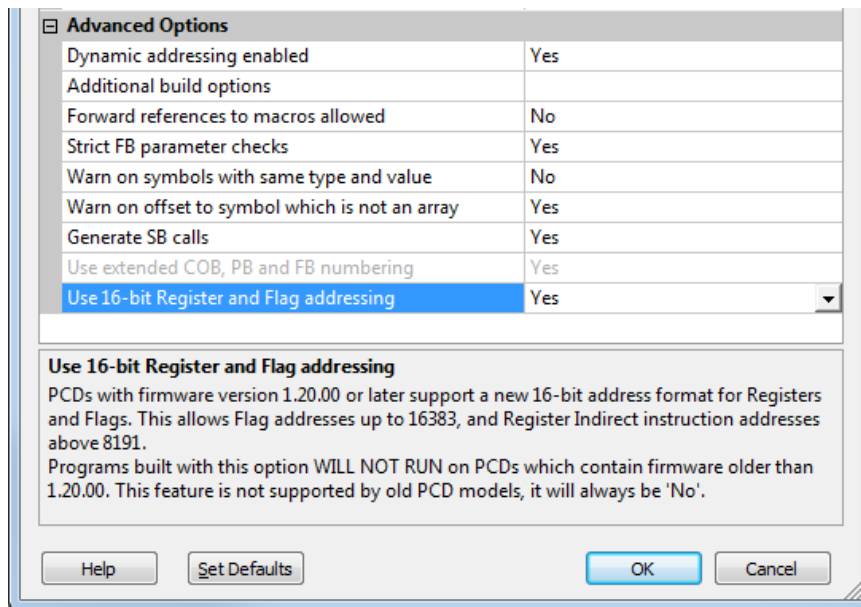 Advanced Options
Dynamic addressing enabled Yes
Additional build options
Forward references to macros allowed No
Strict FB parameter checks Yes
Warn on symbols with same type and value No
Warn on offset to symbol which is not an array Yes
Generate SB calls Yes
Use extended COB, PB and FB numbering Yes
Use 16-bit Register and Flag addressing Yes
Use 16-bit Register and Flag addressing
PCDs with firmware version 1.20.00 or later support a new 16-bit address format for Registers
and Flags. This allows Flag addresses up to 16383, and Register Indirect instruction addresses
above 8191.
Programs built with this option WILL NOT RUN on PCDs which contain firmware older than
1.20.00. This feature is not supported by old PCD models, it will always be 'No'.
Help Set Defaults OK Cancel